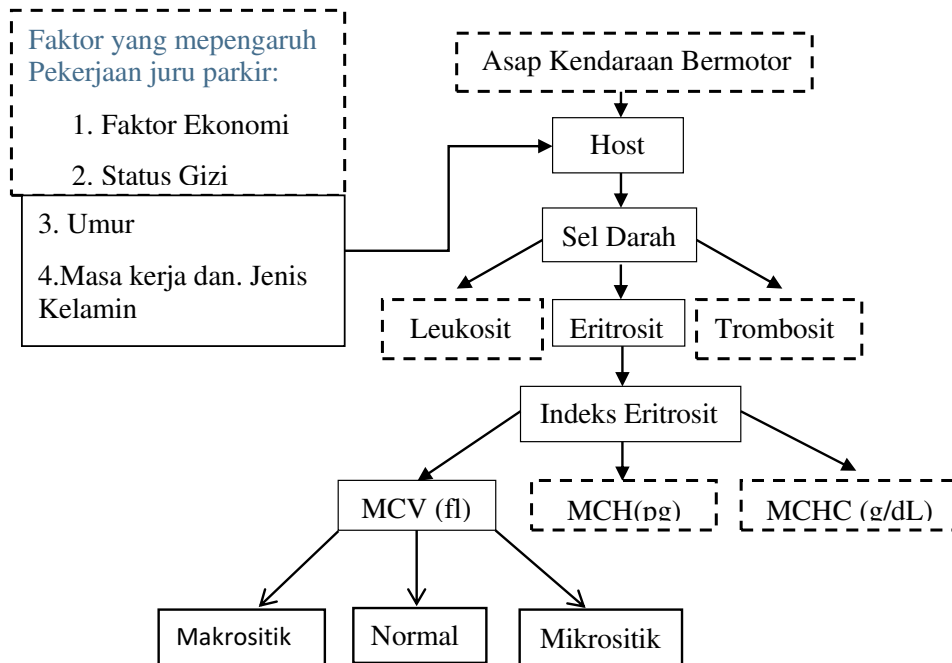 Faktor yang mepengaruh
Pekerjaan juru parkir:
1. Faktor Ekonomi
2. Status Gizi
3. Umur
4.Masa kerja dan. Jenis
Kelamin
Asap Kendaraan Bermotor
Host
Sel Darah
Leukosit
Eritrosit
Trombosit
Indeks Eritrosit
MCV (fl)
MCH(pg)
MCHC (g/dL)
Makrositik
Normal
Mikrositik